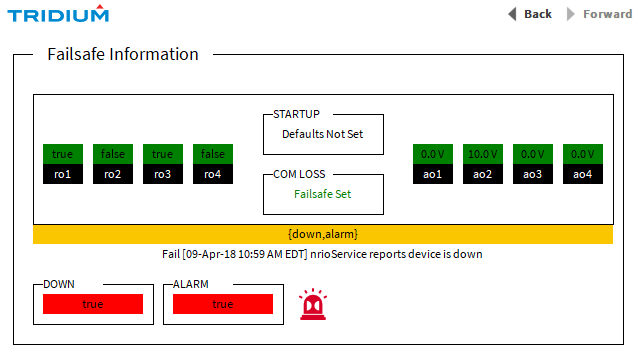 TRIDIUM
Back
Forward
Failsafe Information
STARTUP
Defaults Not Set
true false true false
ro1 ro2 ro3 ro4
0.0 V 10.0 V 0.0 V 0.0 V
ao1 ao2 ao3 ao4
COM LOSS
Failsafe Set
{down,alarm}
Fail [09-Apr-18 10:59 AM EDT] nrioService reports device is down
DOWN
true
ALARM
true